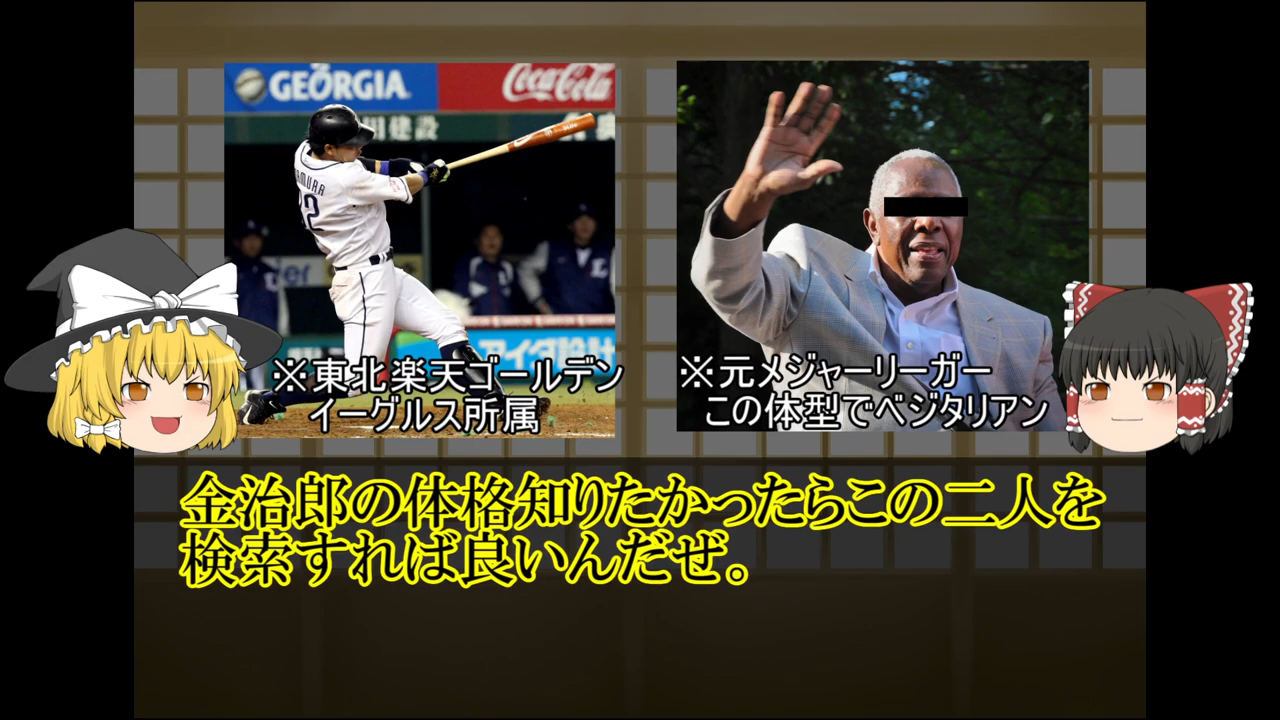 GEORGIA
Coca-Cola
AMURA
※東北楽天ゴールデン
イーグルス所属
※元メジャーリーガー
この体型でベジタリアン
金治郎の体格知りたかったらこの二人を
検索すれば良いんだぜ。